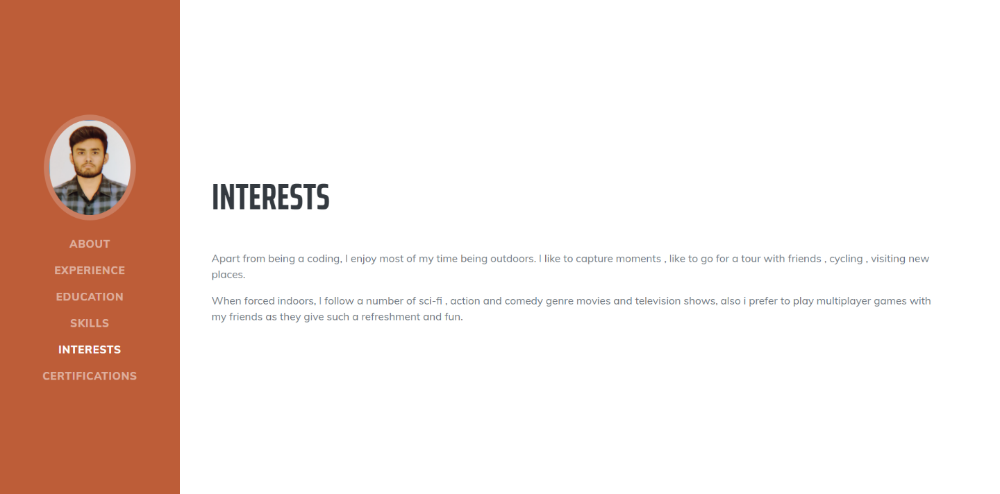 ABOUT
EXPERIENCE
EDUCATION
SKILLS
INTERESTS
CERTIFICATIONS
INTERESTS
Apart from being a coding, I enjoy most of my time being outdoors. I like to capture moments , like to go for a tour with friends , cycling , visiting new
places.
When forced indoors, I follow a number of sci-fi , action and comedy genre movies and television shows, also i prefer to play multiplayer games with
my friends as they give such a refreshment and fun.